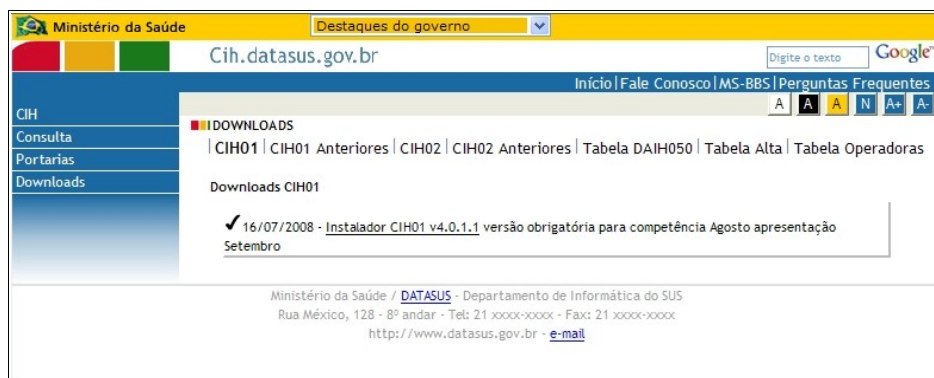 Ministério da Saúde
Destaques do governo
Cih.datasus.gov.br
Digite o texto
Google™
Início|Fale Conosco|MS-BBS|Perguntas Frequentes
A A A N A+ A-
CIH
Consulta
Portarias
Downloads
DOWNLOADS
CIH01 | CIH01 Anteriores | CIH02 | CIH02 Anteriores | Tabela DAIH050 | Tabela Alta | Tabela Operadoras
Downloads CIH01
16/07/2008 - Instalador CIH01 v4.0.1.1 versão obrigatória para competência Agosto apresentação
Setembro
Ministério da Saúde / DATASUS - Departamento de Informática do SUS
Rua México, 128 - 8º andar - Tel: 21 xxxx-xxxx - Fax: 21 xxxx-xxxx
http://www.datasus.gov.br - e-mail